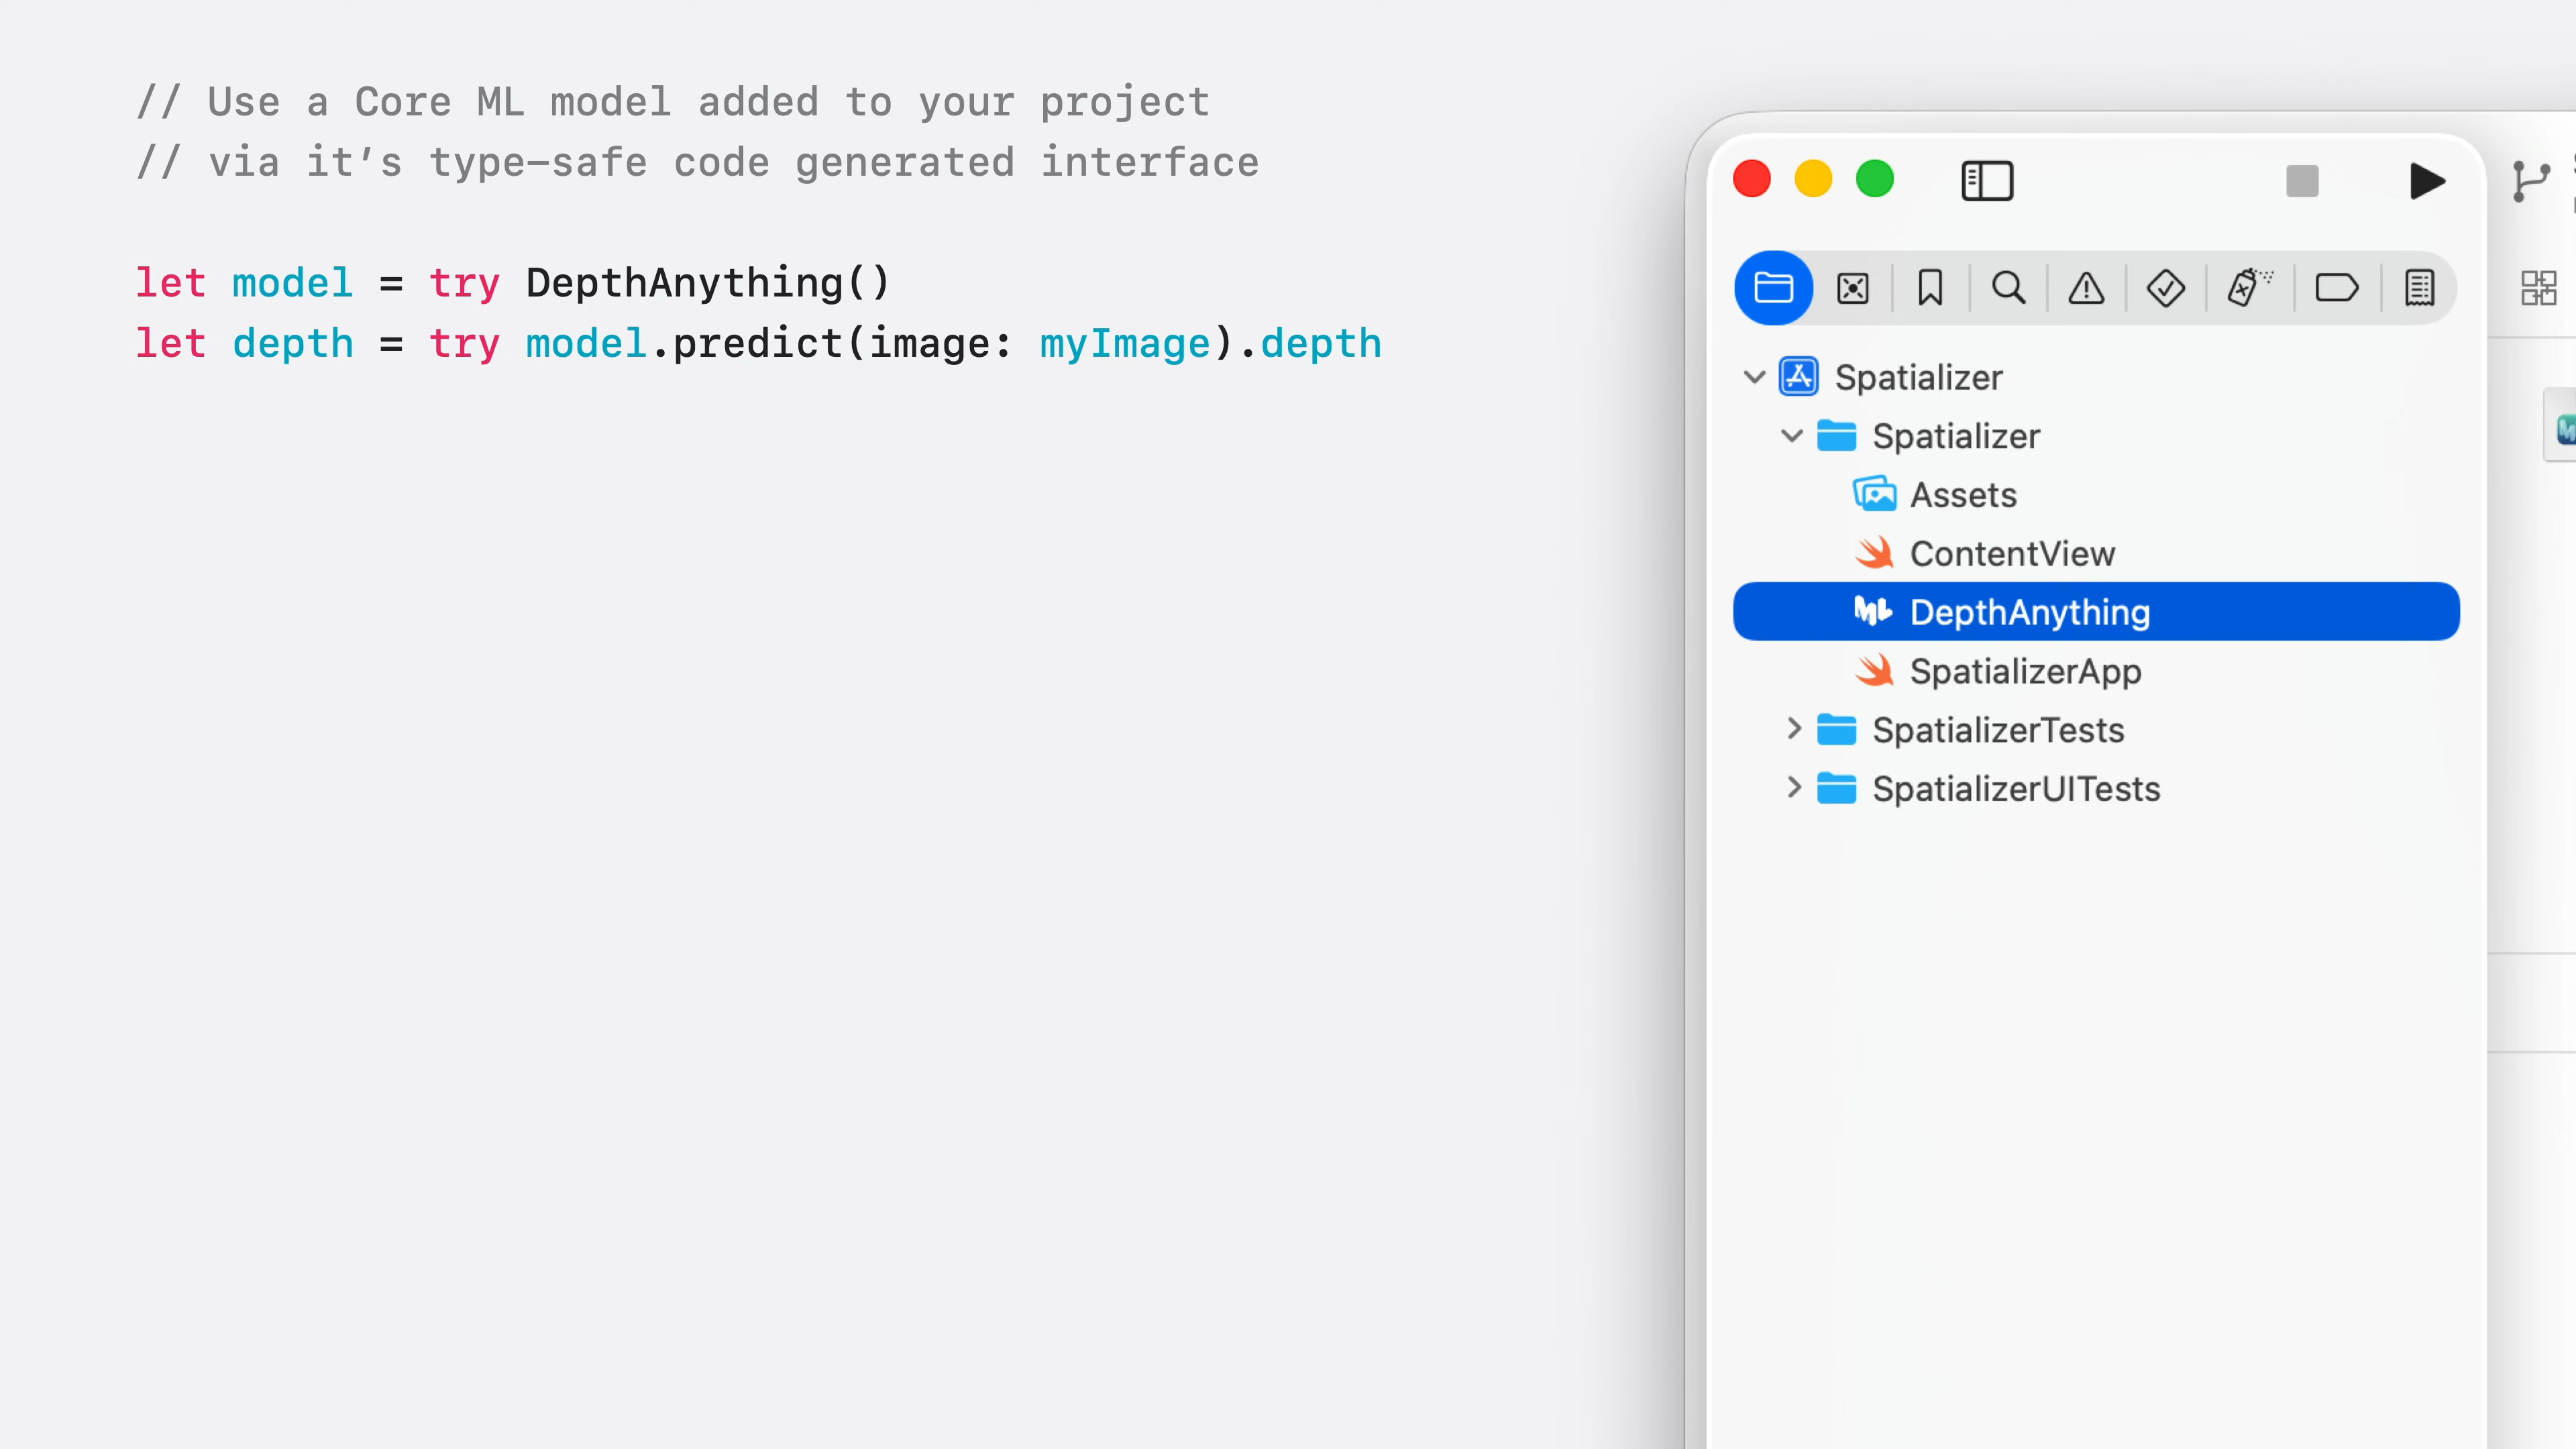 // Use a Core ML model added to your project
// via it’s type-safe code generated interface
let model = try DepthAnything()
let depth = try model.predict(image: myImage).depth
Spatializer
Spatializer
Assets
ContentView
DepthAnything
SpatializerApp
SpatializerTests
SpatializerUITests